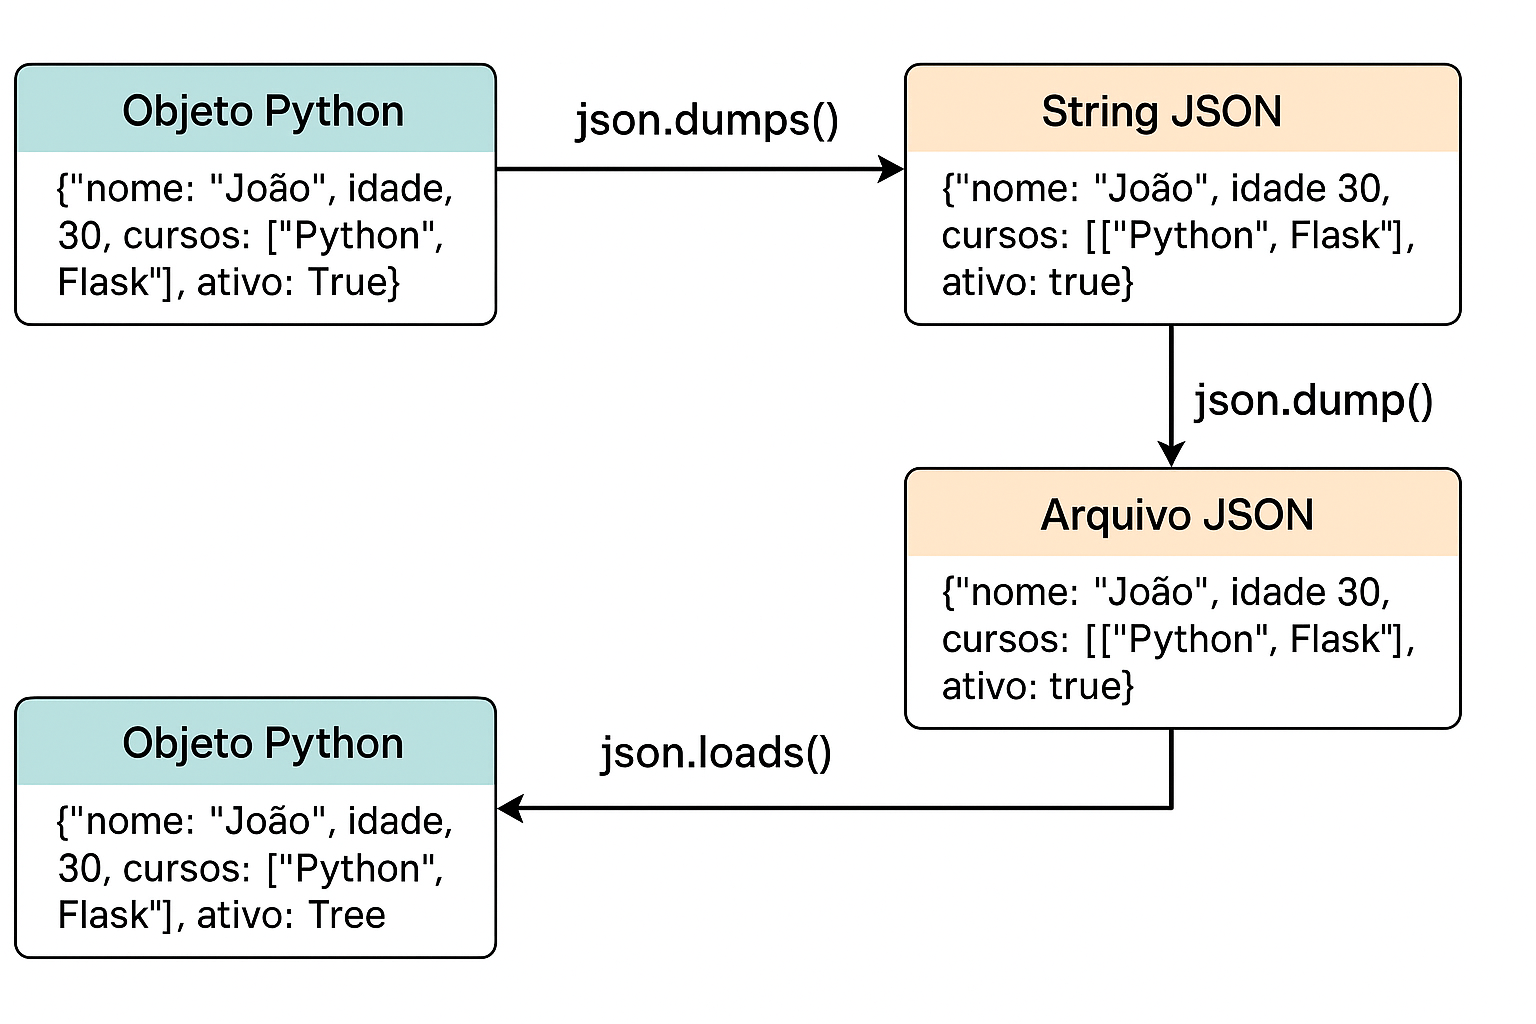 Objeto Python
{"nome: "João", idade,
30, cursos: ["Python",
Flask"], ativo: True}
json.dumps()
String JSON
{"nome: "João", idade 30,
cursos: [["Python", Flask"],
ativo: true}
json.dump()
Arquivo JSON
{"nome: "João", idade 30,
cursos: [["Python", Flask"],
ativo: true}
json.loads()
Objeto Python
{"nome: "João", idade,
30, cursos: ["Python",
Flask"], ativo: Tree